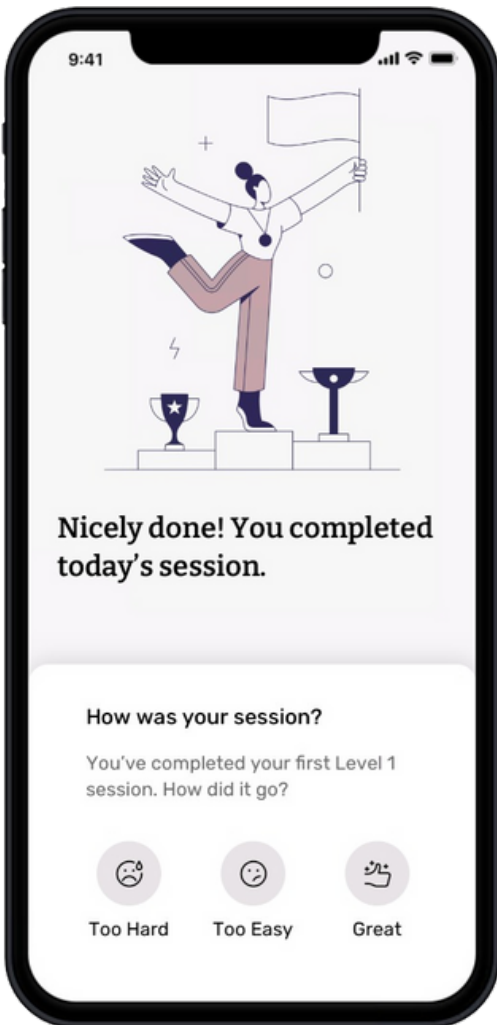 9:41
Nicely done! You completed
today’s session.
How was your session?
You’ve completed your first Level 1
session. How did it go?
Too Hard
Too Easy
Great